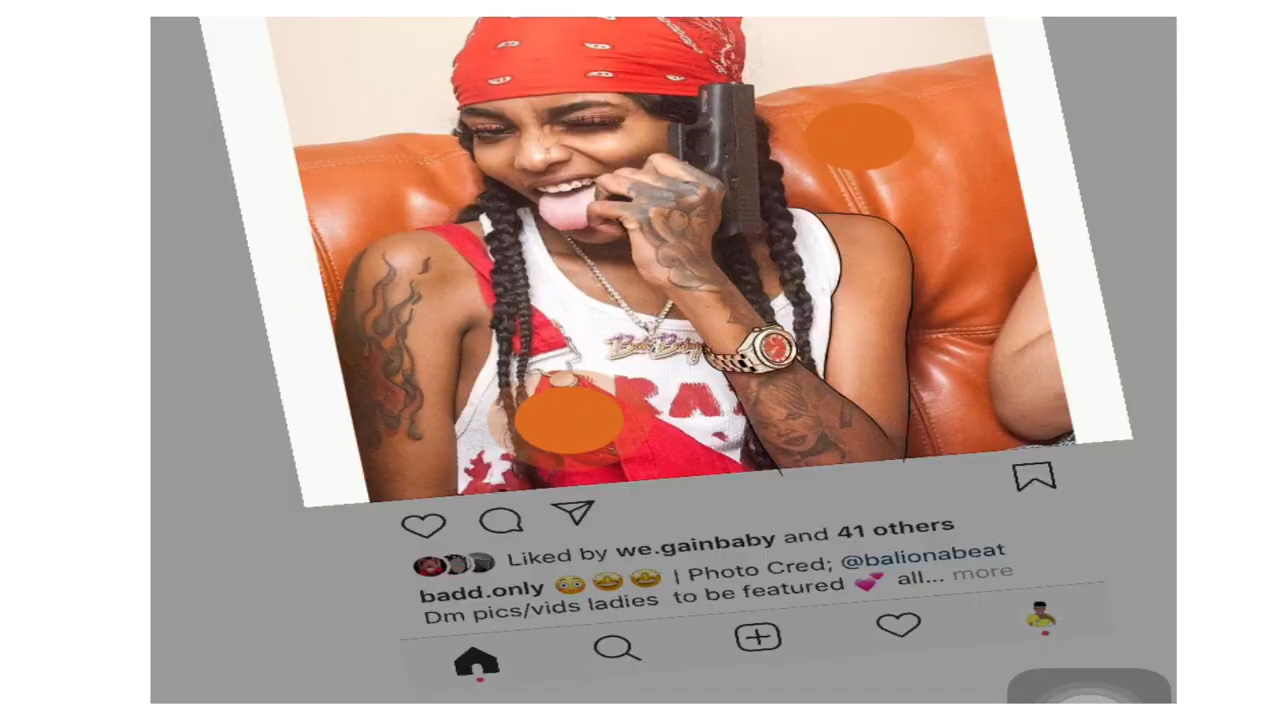 Liked by we.gainbaby and 41 others
badd.only 😳 🤩 🤩 | Photo Cred; @balionabeat
Dm pics/vids ladies to be featured 💞 all... more